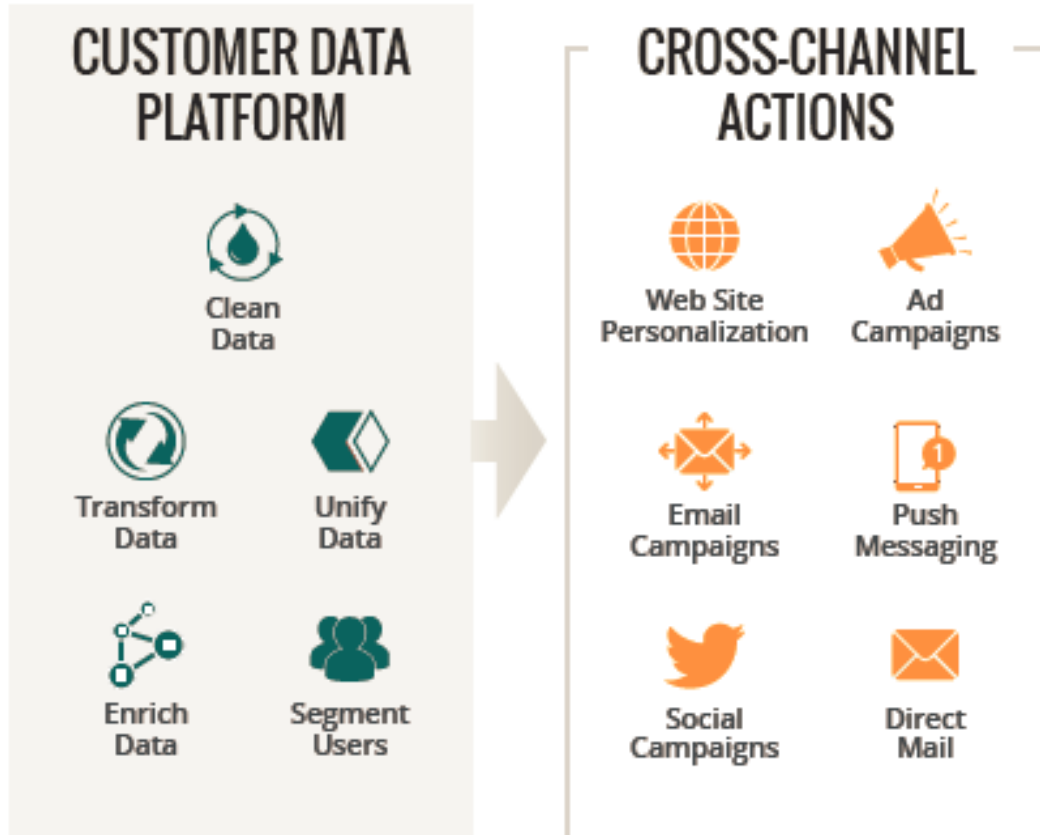 CUSTOMER DATA
PLATFORM
Clean
Data
Transform
Data
Unify
Data
Enrich
Data
Segment
Users
CROSS-CHANNEL
ACTIONS
Web Site
Personalization
Ad
Campaigns
Email
Campaigns
1
Push
Messaging
Social
Campaigns
Direct
Mail